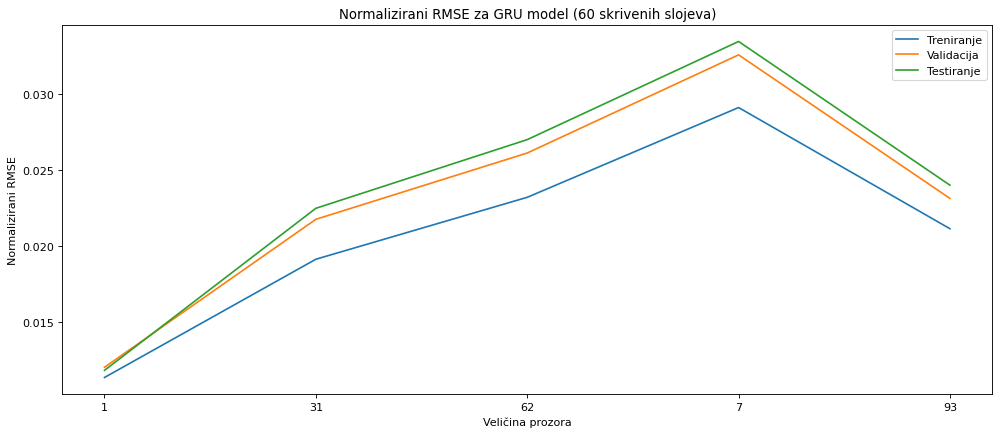 Normalizirani RMSE za GRU model (60 skrivenih slojeva)
Treniranje
Validacija
Testiranje
Normalizirani RMSE
0.030
0.025
0.020
0.015
1
31
62
7
93
Veličina prozora